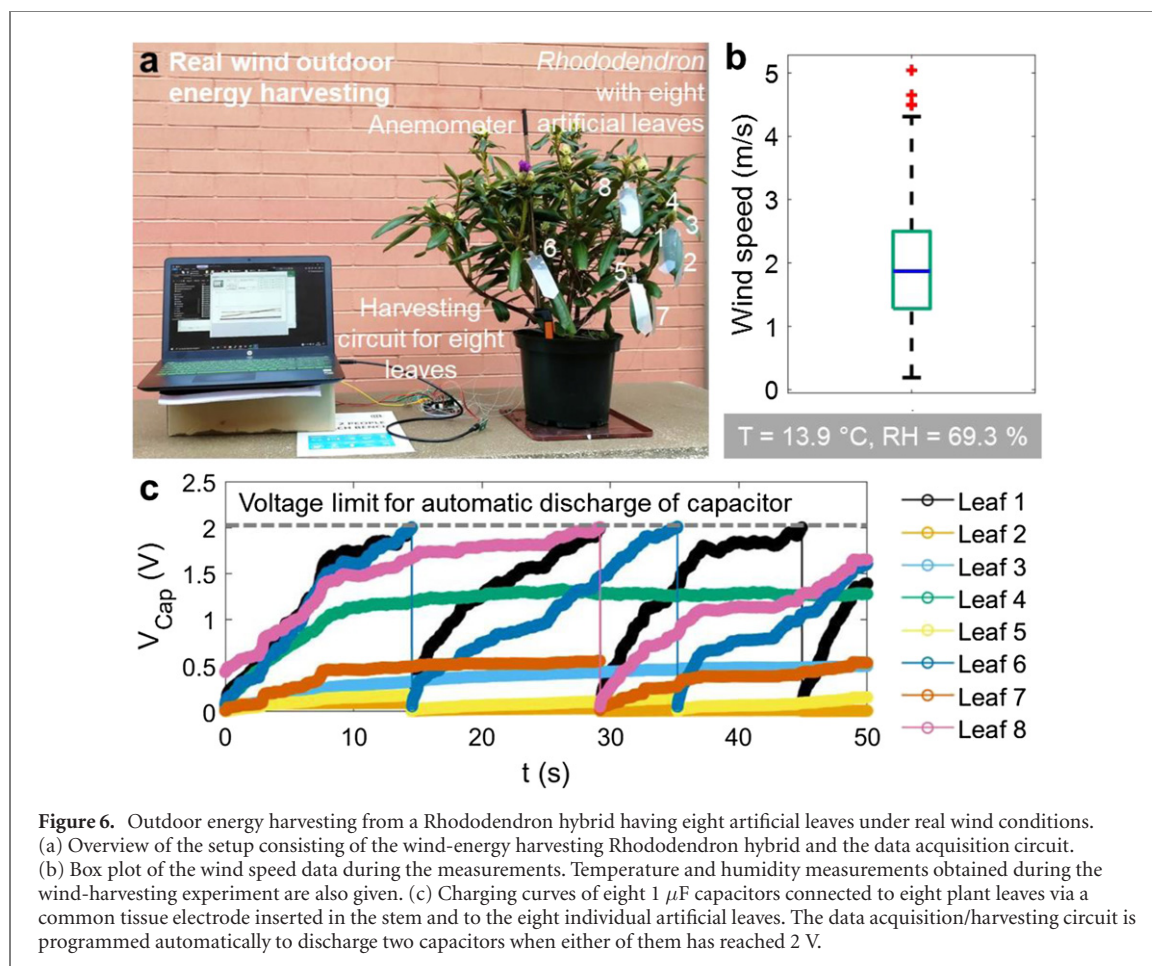 a
Real wind outdoor
energy harvesting
Rhododendron
with eight
artificial leaves
Anemometer
8
4
3
1
2
6
5
7
Harvesting
circuit for eight
leaves
b
Wind speed (m/s)
5
4
3
2
1
0
T = 13.9 °C, RH = 69.3 %
c
Voltage limit for automatic discharge of capacitor
V_Cap (V)
2.5
2
1.5
1
0.5
0
0 10 20 30 40 50
t (s)
Leaf 1
Leaf 2
Leaf 3
Leaf 4
Leaf 5
Leaf 6
Leaf 7
Leaf 8
Figure 6. Outdoor energy harvesting from a Rhododendron hybrid having eight artificial leaves under real wind conditions.
(a) Overview of the setup consisting of the wind-energy harvesting Rhododendron hybrid and the data acquisition circuit.
(b) Box plot of the wind speed data during the measurements. Temperature and humidity measurements obtained during the
wind-harvesting experiment are also given. (c) Charging curves of eight 1 μF capacitors connected to eight plant leaves via a
common tissue electrode inserted in the stem and to the eight individual artificial leaves. The data acquisition/harvesting circuit is
programmed automatically to discharge two capacitors when either of them has reached 2 V.